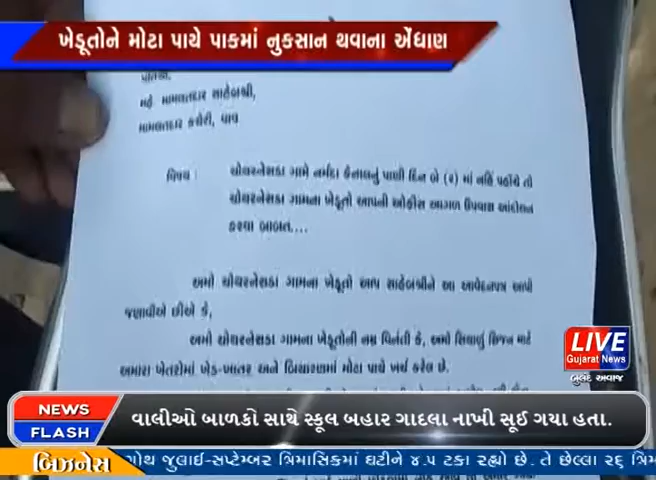 ખેડૂતોને મોટા પાયે પાકમાં નુકસાન થવાના એંધાણ
મહે. મામલતદાર સાહેબશ્રી,
મામલતદાર કચેરી, વાવ
વિષય : ચોથરનેસડા ગામે નર્મદા કેનાલનું પાણી દિન બે (૨) માં નહિ પહોંચે તો
ચોથરનેસડા ગામના ખેડૂતો આપની ઓફીસ આગળ ઉપવાસ આંદોલન
કરવા બાબત....
અમો ચોથરનેસડા ગામના ખેડૂતો આપ સાહેબશ્રીને આ આવેદનપત્ર આપી
જણાવીએ છીએ કે,
અમો ચોથરનેસડા ગામના ખેડૂતોની નમ્ર વિનંતી કે, અમો શિયાળું સિજન માટે
અમારા ખેતરોમાં ખેડ-ખાતર અને બિયારણમાં મોટા પાયે ખર્ચ કરેલ છે.
LIVE
Gujarat News
બુલંદ અવાજ
NEWS
FLASH
વાલીઓ બાળકો સાથે સ્કૂલ બહાર ગાદલા નાખી સૂઈ ગયા હતા.
બિઝનેસ
ગ્રોથ જુલાઈ-સપ્ટેમ્બર ત્રિમાસિકમાં ઘટીને ૪.૫ ટકા રહ્યો છે. તે છેલ્લા ૨૬ ત્રિમ